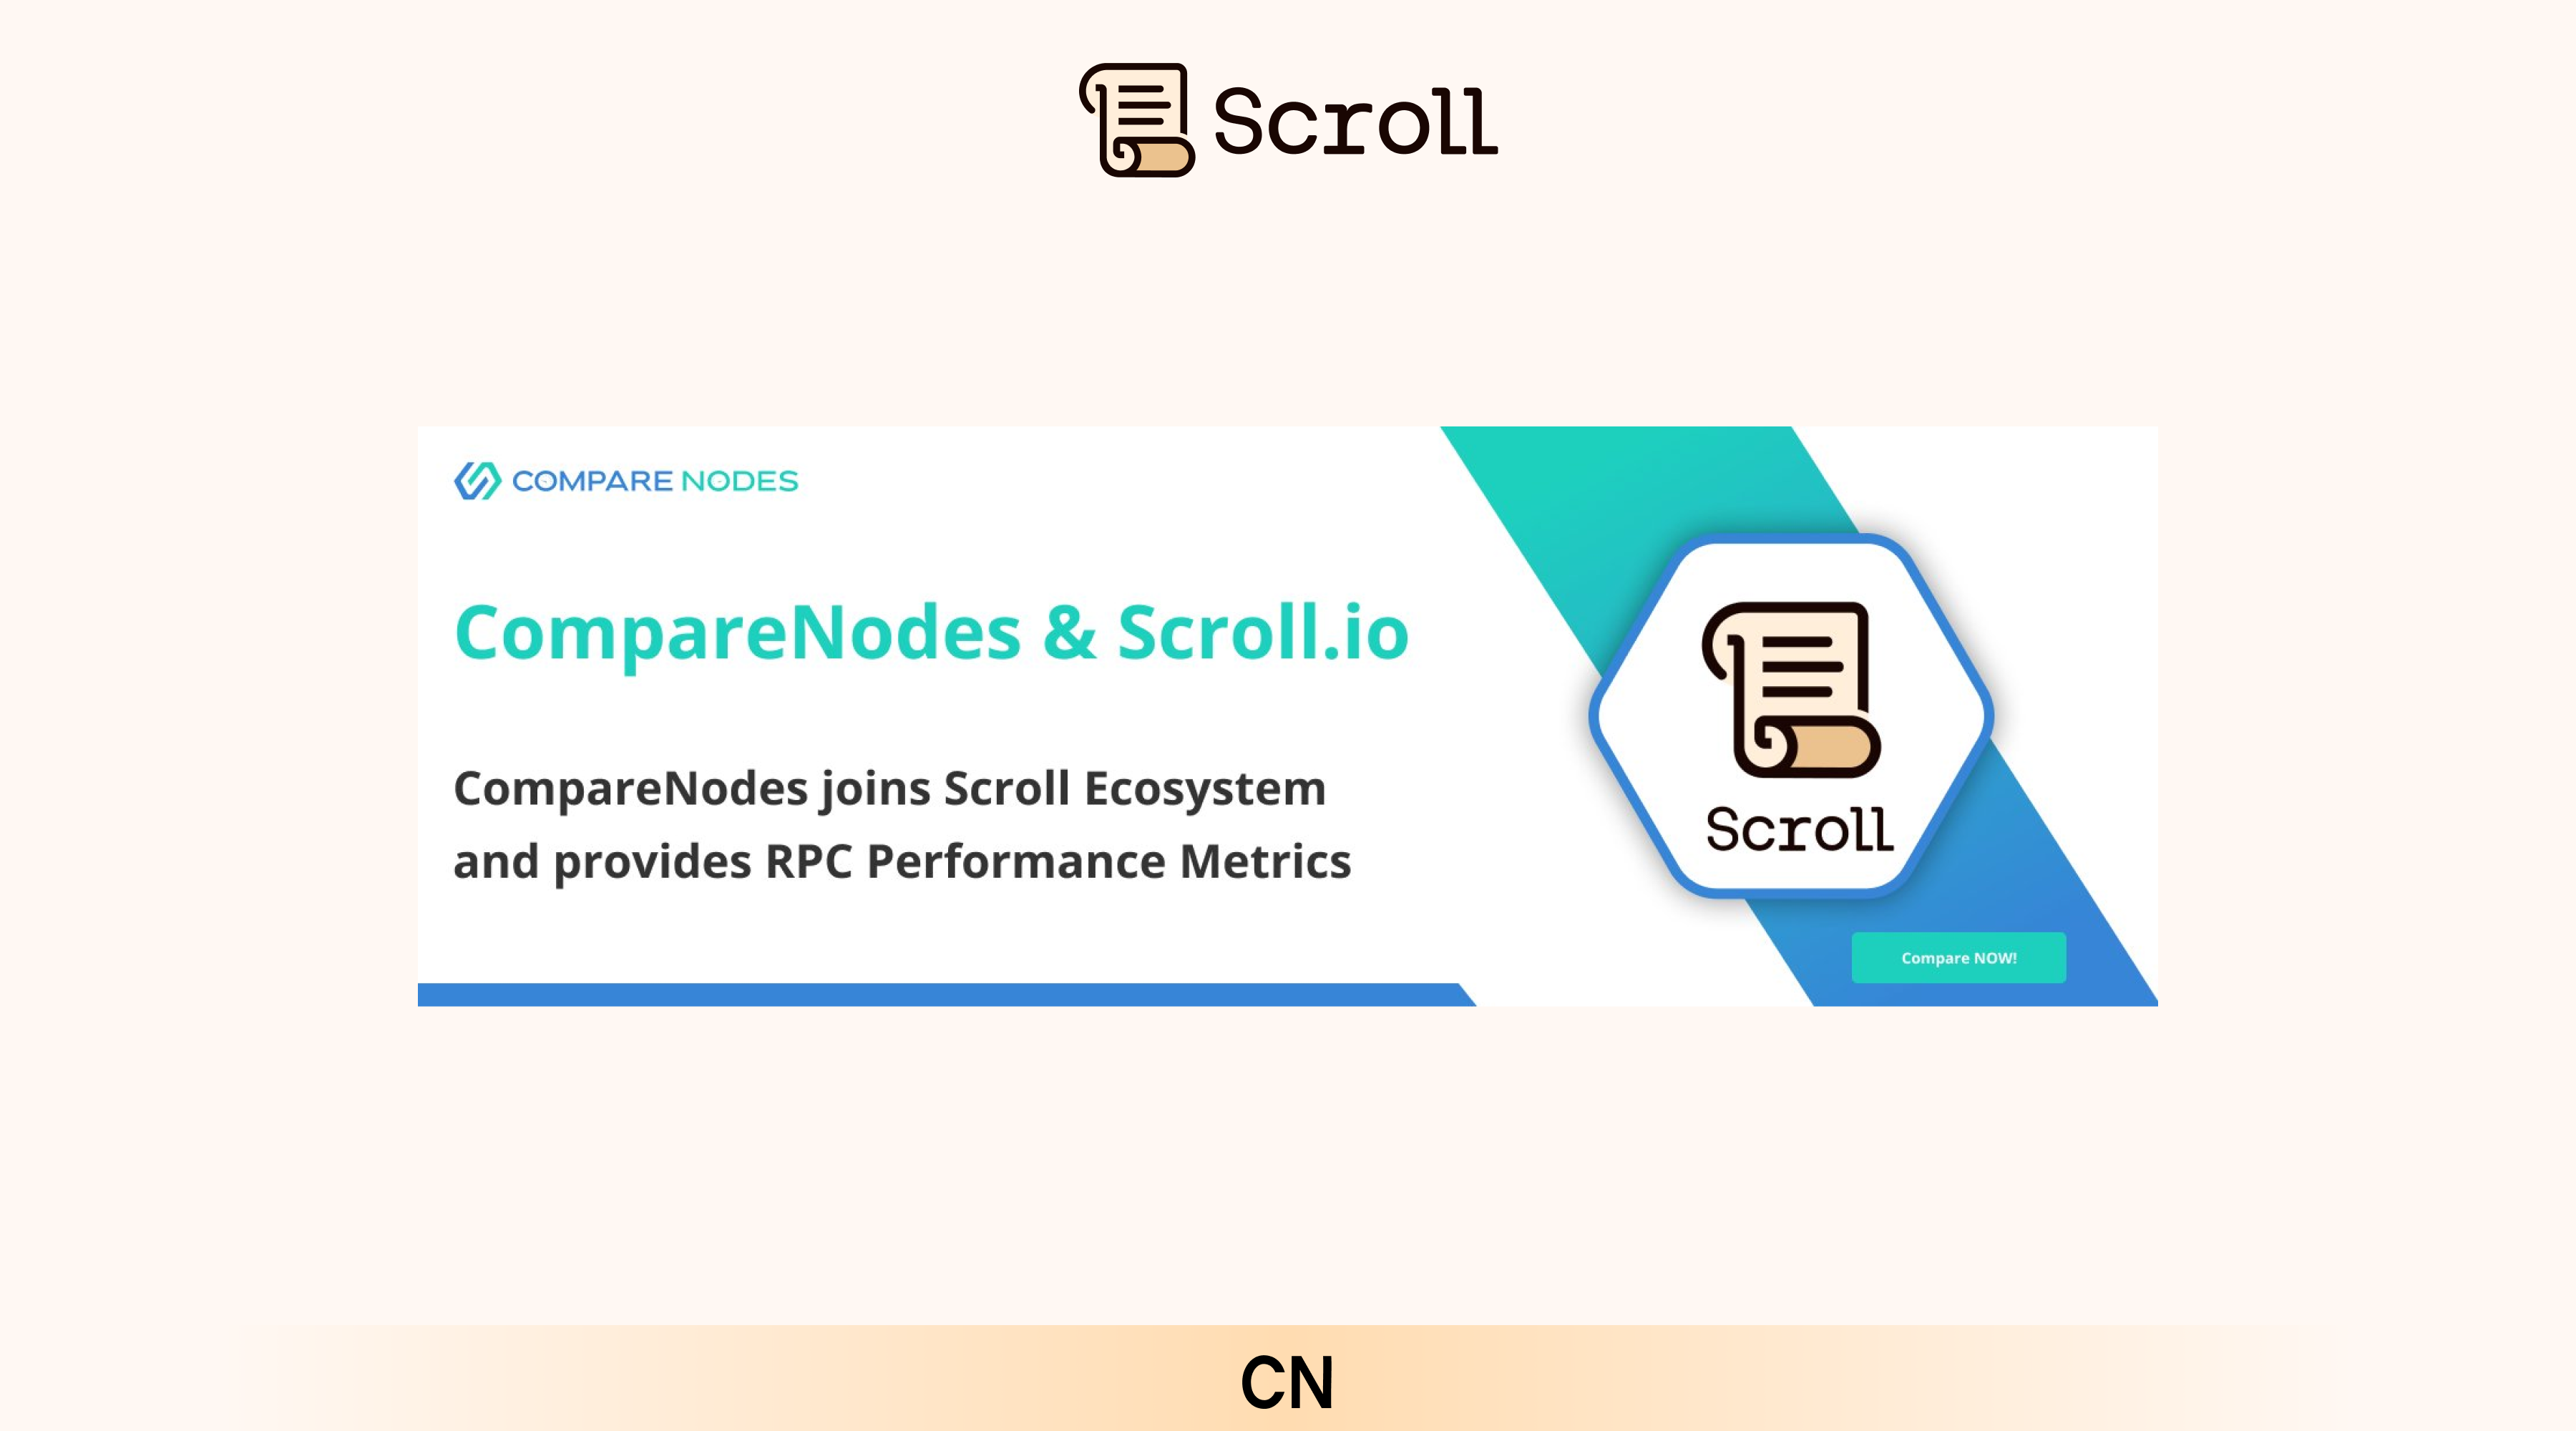 Scroll
COMPARE NODES
CompareNodes & Scroll.io
CompareNodes joins Scroll Ecosystem
and provides RPC Performance Metrics
Scroll
Compare NOW!
CN